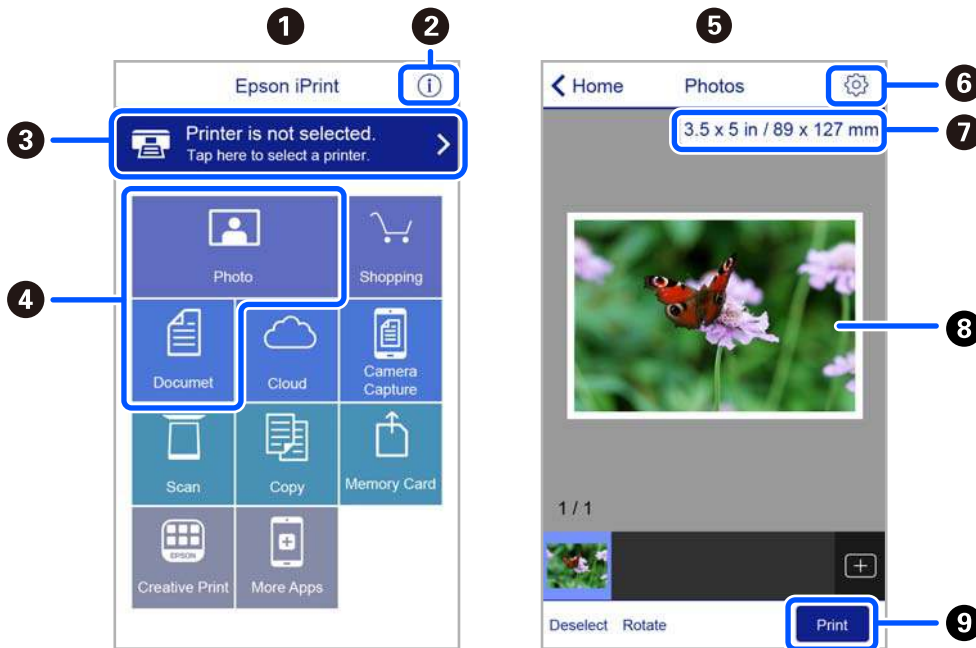 1
2
5
Epson iPrint
i
Home
Photos
6
3
Printer is not selected.
Tap here to select a printer.
3.5 x 5 in / 89 x 127 mm
7
Photo
Shopping
4
8
Documet
Cloud
Camera
Capture
Scan
Copy
Memory Card
1 / 1
EPSON
Creative Print
More Apps
Deselect
Rotate
Print
9